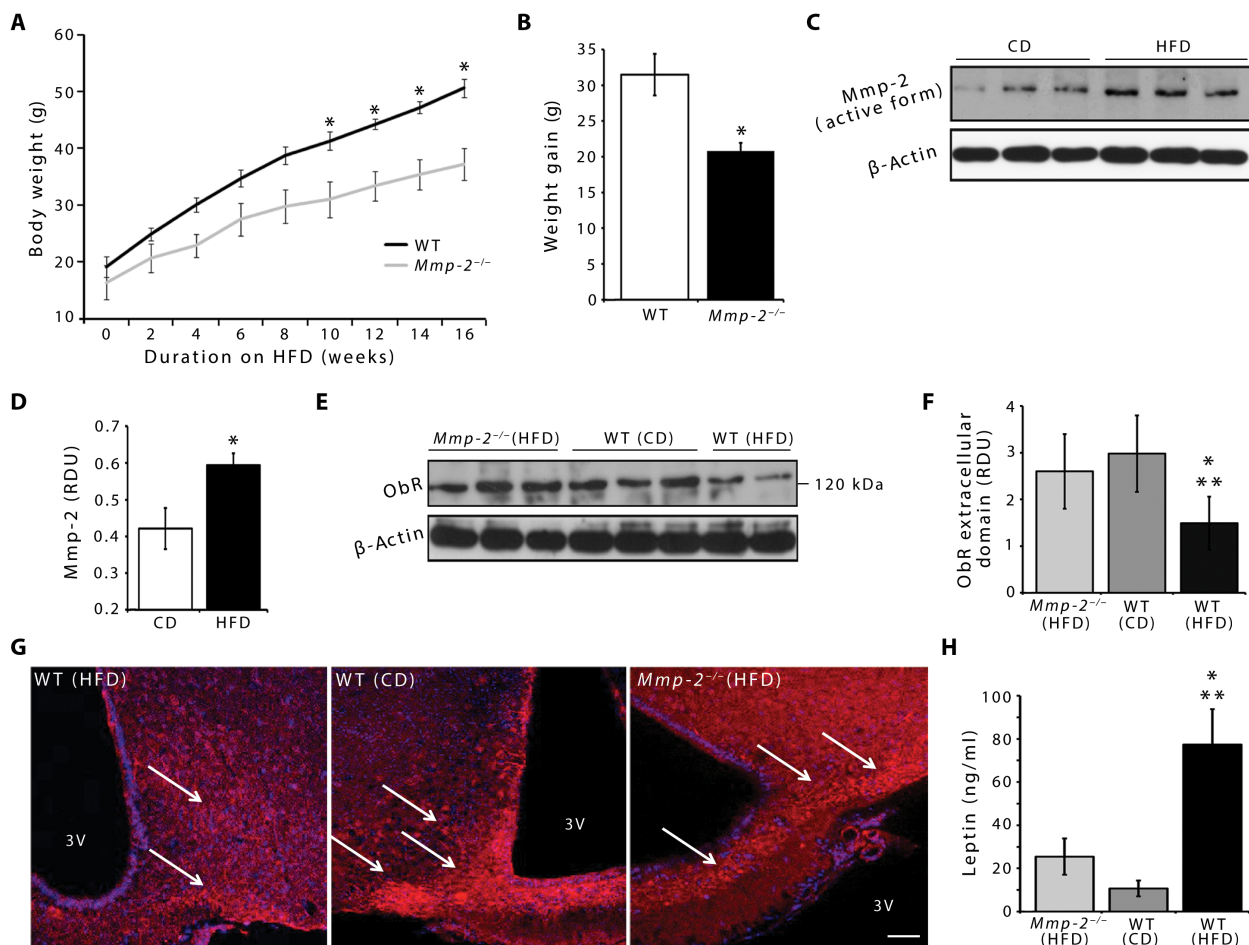 A
Body weight (g)
60
50
40
30
20
10
*
*
*
*
WT
Mmp-2⁻/⁻
0 2 4 6 8 10 12 14 16
Duration on HFD (weeks)
B
Weight gain (g)
35
30
25
20
15
10
5
0
*
WT Mmp-2⁻/⁻
C
CD HFD
Mmp-2
(active form)
β-Actin
D
Mmp-2 (RDU)
0.7
0.6
0.5
0.4
0.3
0.2
*
CD HFD
E
Mmp-2⁻/⁻(HFD) WT (CD) WT (HFD)
ObR
120 kDa
β-Actin
F
ObR extracellular
domain (RDU)
4
3
2
1
0
*
**
Mmp-2⁻/⁻ WT WT
(HFD) (CD) (HFD)
G
WT (HFD)
3V
WT (CD)
3V
Mmp-2⁻/⁻(HFD)
3V
H
Leptin (ng/ml)
100
80
60
40
20
0
*
**
Mmp-2⁻/⁻ WT WT
(HFD) (CD) (HFD)